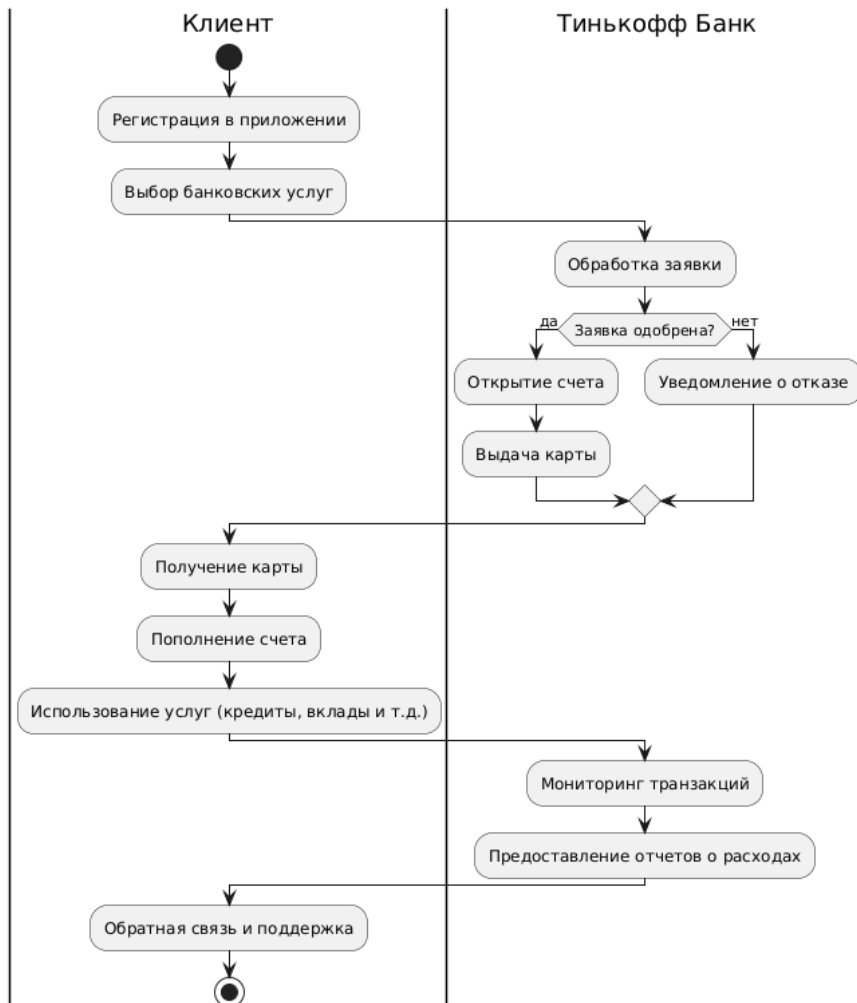 Клиент
Тинькофф Банк
Регистрация в приложении
Выбор банковских услуг
Обработка заявки
да
Заявка одобрена?
нет
Открытие счета
Уведомление о отказе
Выдача карты
Получение карты
Пополнение счета
Использование услуг (кредиты, вклады и т.д.)
Мониторинг транзакций
Предоставление отчетов о расходах
Обратная связь и поддержка